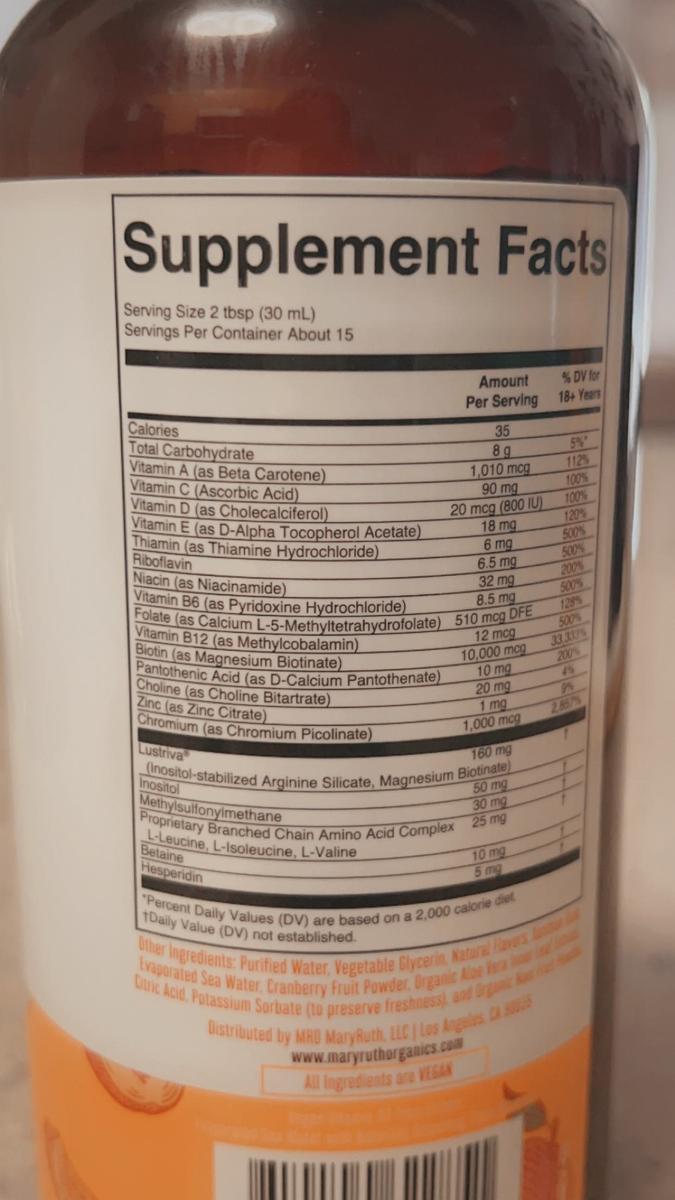 Supplement Facts
Serving Size 2 tbsp (30 mL)
Servings Per Container About 15
Amount Per Serving % DV for 18+ Years
Calories 35
Total Carbohydrate 8 g 5%*
Vitamin A (as Beta Carotene) 1,010 mcg 112%
Vitamin C (Ascorbic Acid) 90 mg 100%
Vitamin D (as Cholecalciferol) 20 mcg (800 IU) 100%
Vitamin E (as D-Alpha Tocopherol Acetate) 18 mg 120%
Thiamin (as Thiamine Hydrochloride) 6 mg 500%
Riboflavin 6.5 mg 500%
Niacin (as Niacinamide) 32 mg 200%
Vitamin B6 (as Pyridoxine Hydrochloride) 8.5 mg 500%
Folate (as Calcium L-5-Methyltetrahydrofolate) 510 mcg DFE 128%
Vitamin B12 (as Methylcobalamin) 12 mcg 500%
Biotin (as Magnesium Biotinate) 10,000 mcg 33,333%
Pantothenic Acid (as D-Calcium Pantothenate) 10 mg 200%
Choline (as Choline Bitartrate) 20 mg 4%
Zinc (as Zinc Citrate) 1 mg 9%
Chromium (as Chromium Picolinate) 1,000 mcg 2,857%
Lustriva® 160 mg †
(Inositol-stabilized Arginine Silicate, Magnesium Biotinate)
Inositol 50 mg †
Methylsulfonylmethane 30 mg †
Proprietary Branched Chain Amino Acid Complex 25 mg †
L-Leucine, L-Isoleucine, L-Valine
Betaine 10 mg †
Hesperidin 5 mg †
*Percent Daily Values (DV) are based on a 2,000 calorie diet.
†Daily Value (DV) not established.
Other Ingredients: Purified Water, Vegetable Glycerin, Natural Flavors,
Evaporated Sea Water, Cranberry Fruit Powder, Organic Aloe Vera Inner Leaf
Citric Acid, Potassium Sorbate (to preserve freshness), and Organic
Distributed by MRO MaryRuth, LLC | Los Angeles, CA
www.maryruthorganics.com
All Ingredients are VEGAN